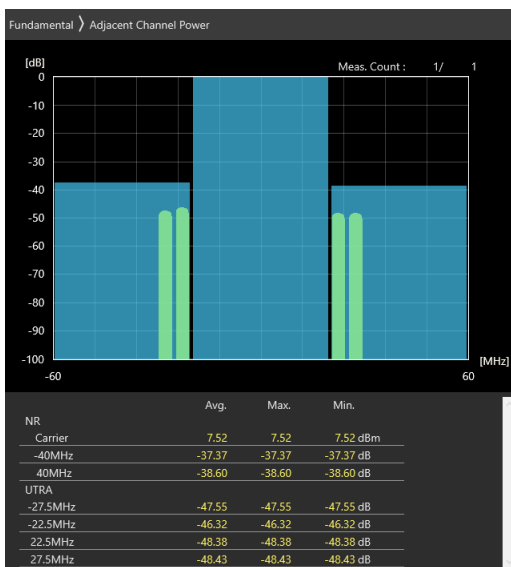 Fundamental ⟩ Adjacent Channel Power
[dB]
Meas. Count : 1/ 1
0
-10
-20
-30
-40
-50
-60
-70
-80
-90
-100
[MHz]
-60 60
Avg. Max. Min.
NR
Carrier 7.52 7.52 7.52 dBm
-40MHz -37.37 -37.37 -37.37 dB
40MHz -38.60 -38.60 -38.60 dB
UTRA
-27.5MHz -47.55 -47.55 -47.55 dB
-22.5MHz -46.32 -46.32 -46.32 dB
22.5MHz -48.38 -48.38 -48.38 dB
27.5MHz -48.43 -48.43 -48.43 dB